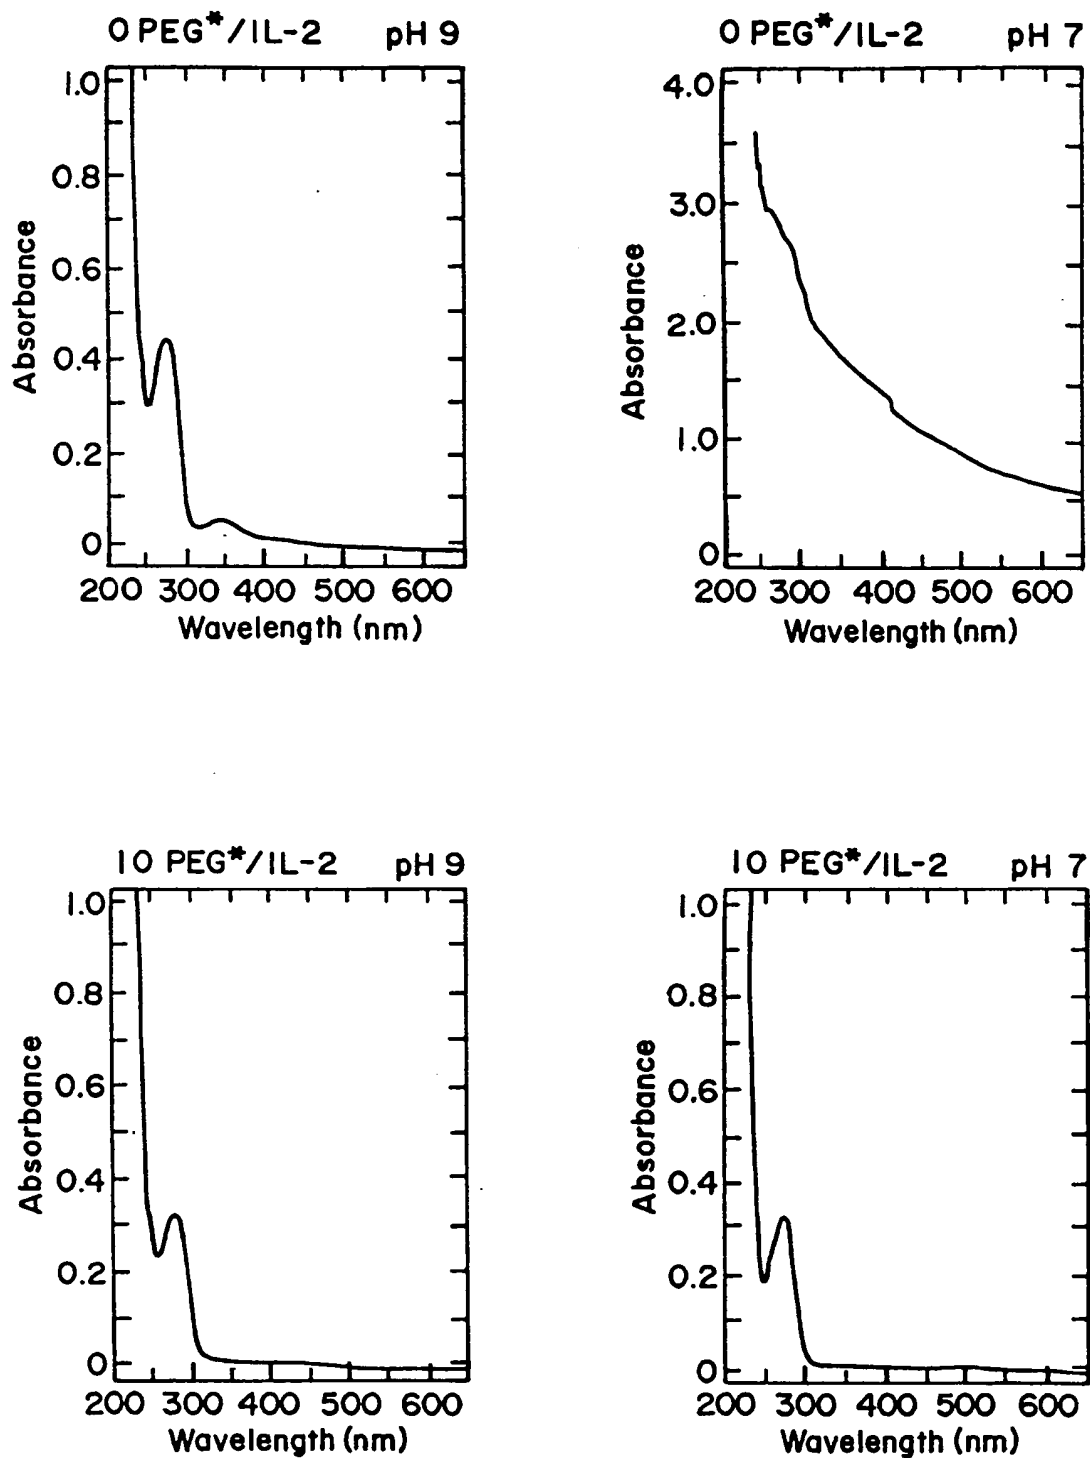 0 PEG*/IL-2 pH 9
1.0
0.8
0.6
0.4
0.2
0
Absorbance
200 300 400 500 600
Wavelength (nm)
0 PEG*/IL-2 pH 7
4.0
3.0
2.0
1.0
0
Absorbance
200 300 400 500 600
Wavelength (nm)
10 PEG*/IL-2 pH 9
1.0
0.8
0.6
0.4
0.2
0
Absorbance
200 300 400 500 600
Wavelength (nm)
10 PEG*/IL-2 pH 7
1.0
0.8
0.6
0.4
0.2
0
Absorbance
200 300 400 500 600
Wavelength (nm)